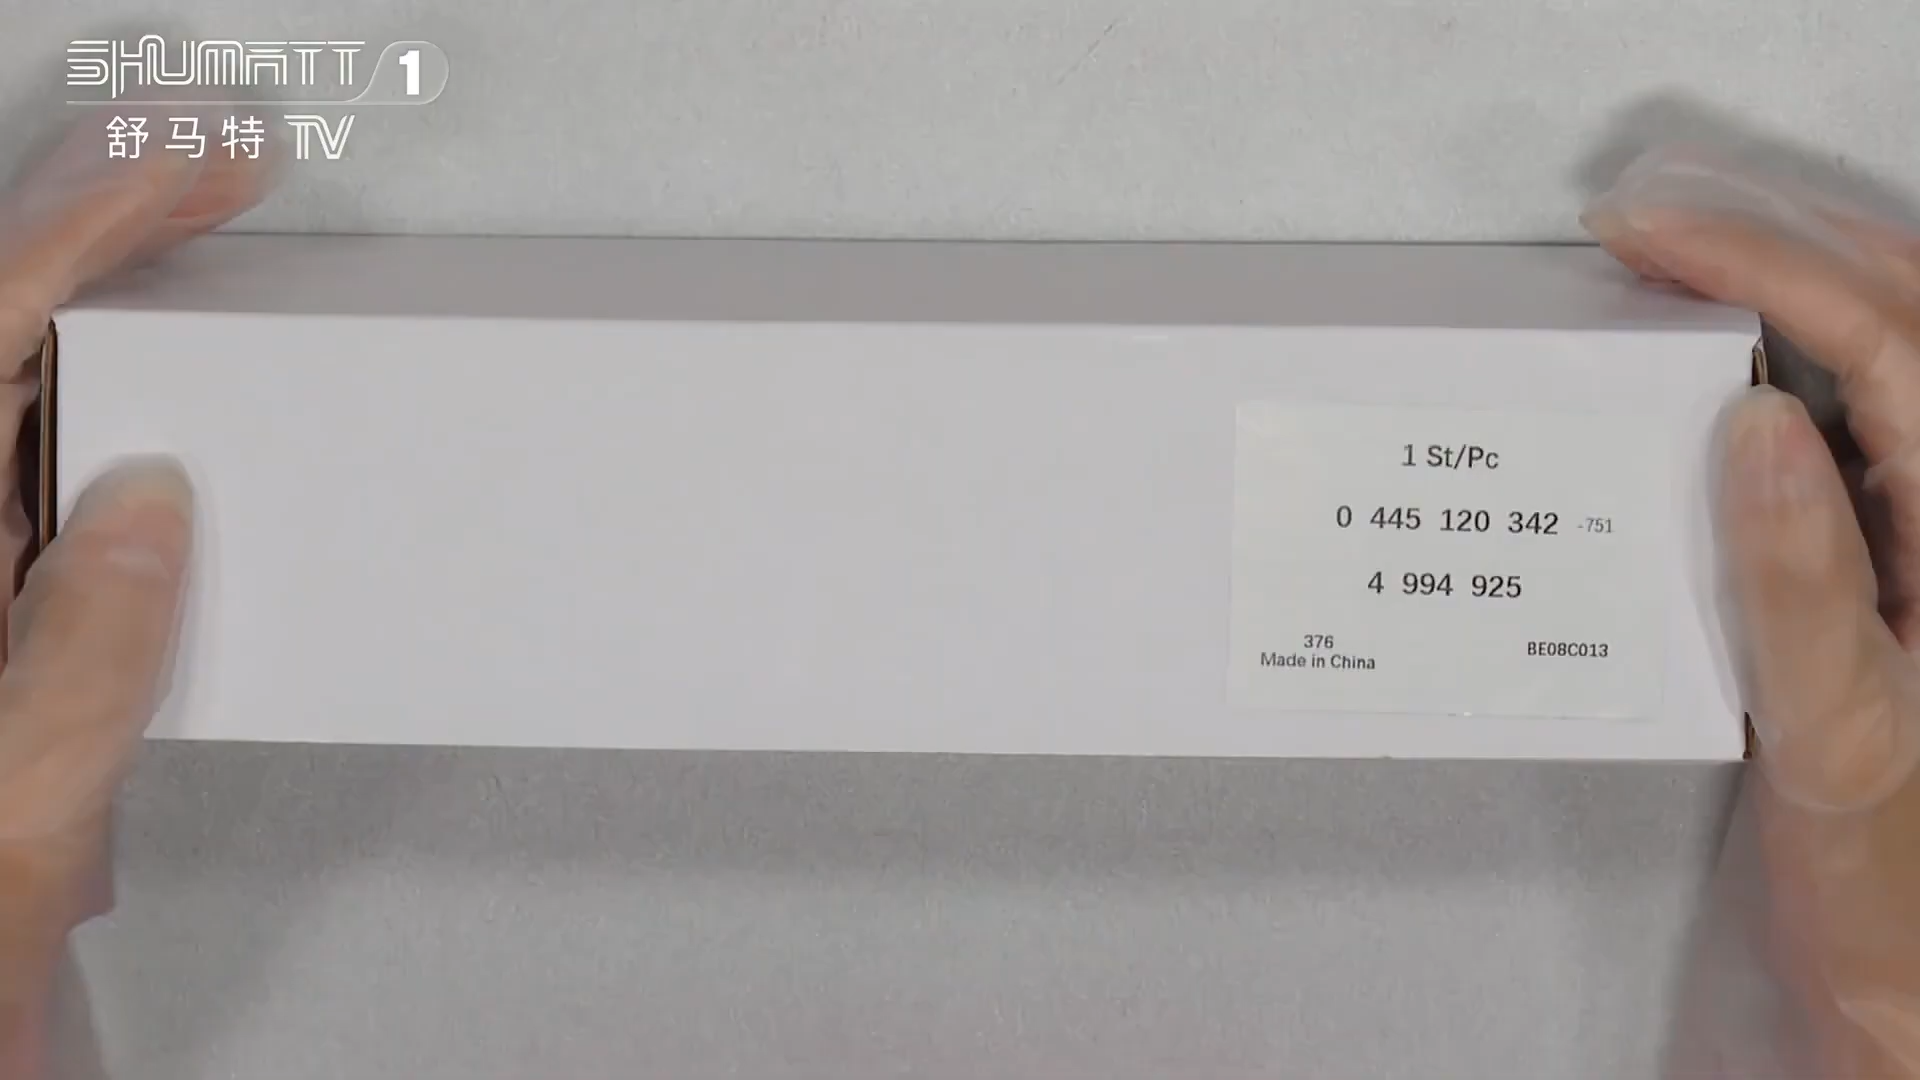 SHUMATT 1
舒马特 TV
1 St/Pc
0 445 120 342 -751
4 994 925
376
Made in China
BE08C013